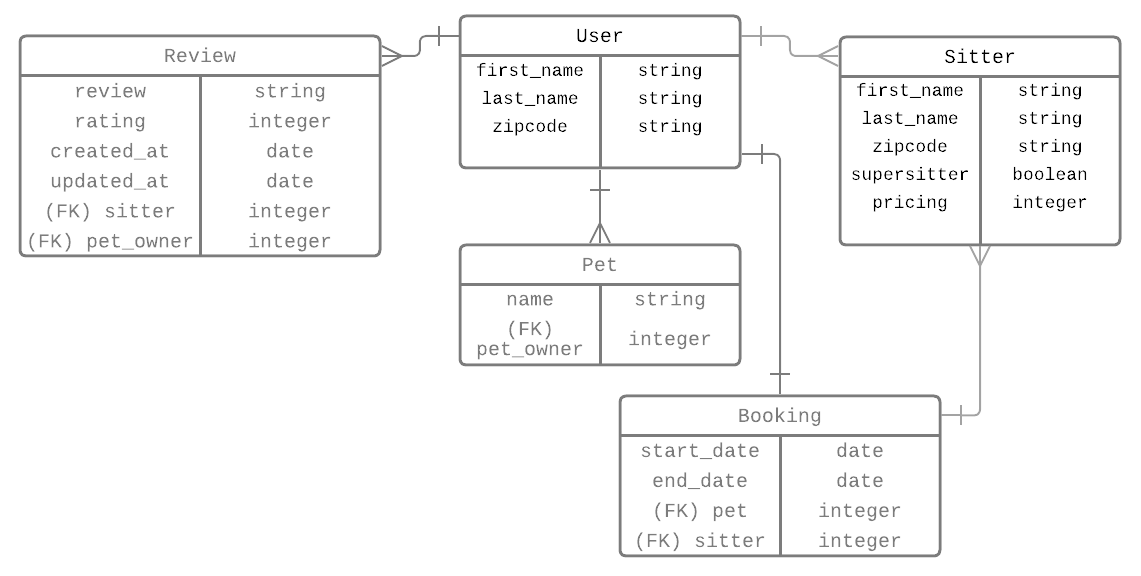 Review
review string
rating integer
created_at date
updated_at date
(FK) sitter integer
(FK) pet_owner integer
User
first_name string
last_name string
zipcode string
Sitter
first_name string
last_name string
zipcode string
supersitter boolean
pricing integer
Pet
name string
(FK)
pet_owner integer
Booking
start_date date
end_date date
(FK) pet integer
(FK) sitter integer